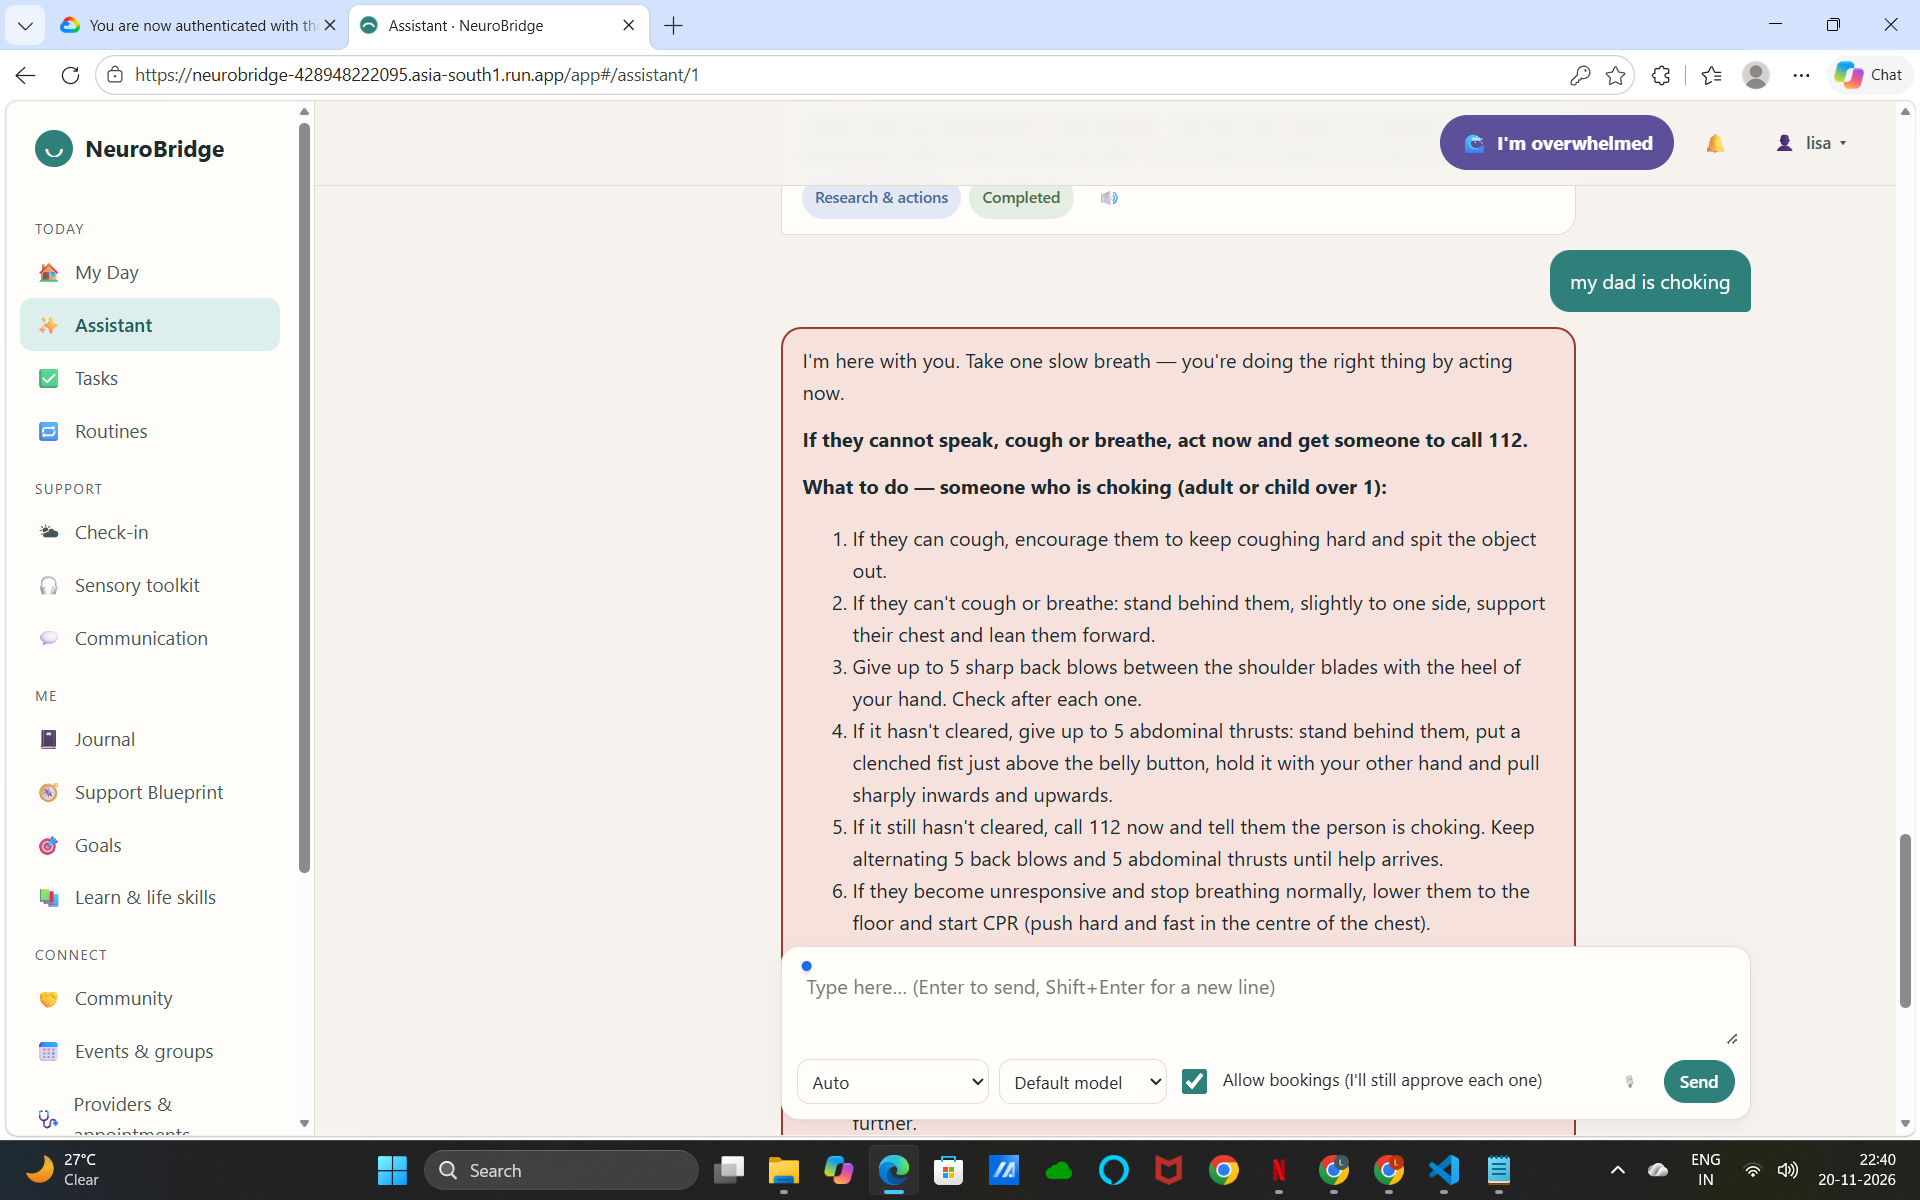 You are now authenticated with the
Assistant · NeuroBridge
https://neurobridge-428948222095.asia-south1.run.app/app#/assistant/1
Chat
NeuroBridge
TODAY
My Day
Assistant
Tasks
Routines
SUPPORT
Check-in
Sensory toolkit
Communication
ME
Journal
Support Blueprint
Goals
Learn & life skills
CONNECT
Community
Events & groups
Providers &
appointments
I'm overwhelmed
lisa
Research & actions
Completed
my dad is choking
I'm here with you. Take one slow breath — you're doing the right thing by acting
now.
If they cannot speak, cough or breathe, act now and get someone to call 112.
What to do — someone who is choking (adult or child over 1):
1. If they can cough, encourage them to keep coughing hard and spit the object
out.
2. If they can't cough or breathe: stand behind them, slightly to one side, support
their chest and lean them forward.
3. Give up to 5 sharp back blows between the shoulder blades with the heel of
your hand. Check after each one.
4. If it hasn't cleared, give up to 5 abdominal thrusts: stand behind them, put a
clenched fist just above the belly button, hold it with your other hand and pull
sharply inwards and upwards.
5. If it still hasn't cleared, call 112 now and tell them the person is choking. Keep
alternating 5 back blows and 5 abdominal thrusts until help arrives.
6. If they become unresponsive and stop breathing normally, lower them to the
floor and start CPR (push hard and fast in the centre of the chest).
Type here... (Enter to send, Shift+Enter for a new line)
Auto
Default model
Allow bookings (I'll still approve each one)
Send
further.
27°C
Clear
Search
ENG
IN
22:40
20-11-2026